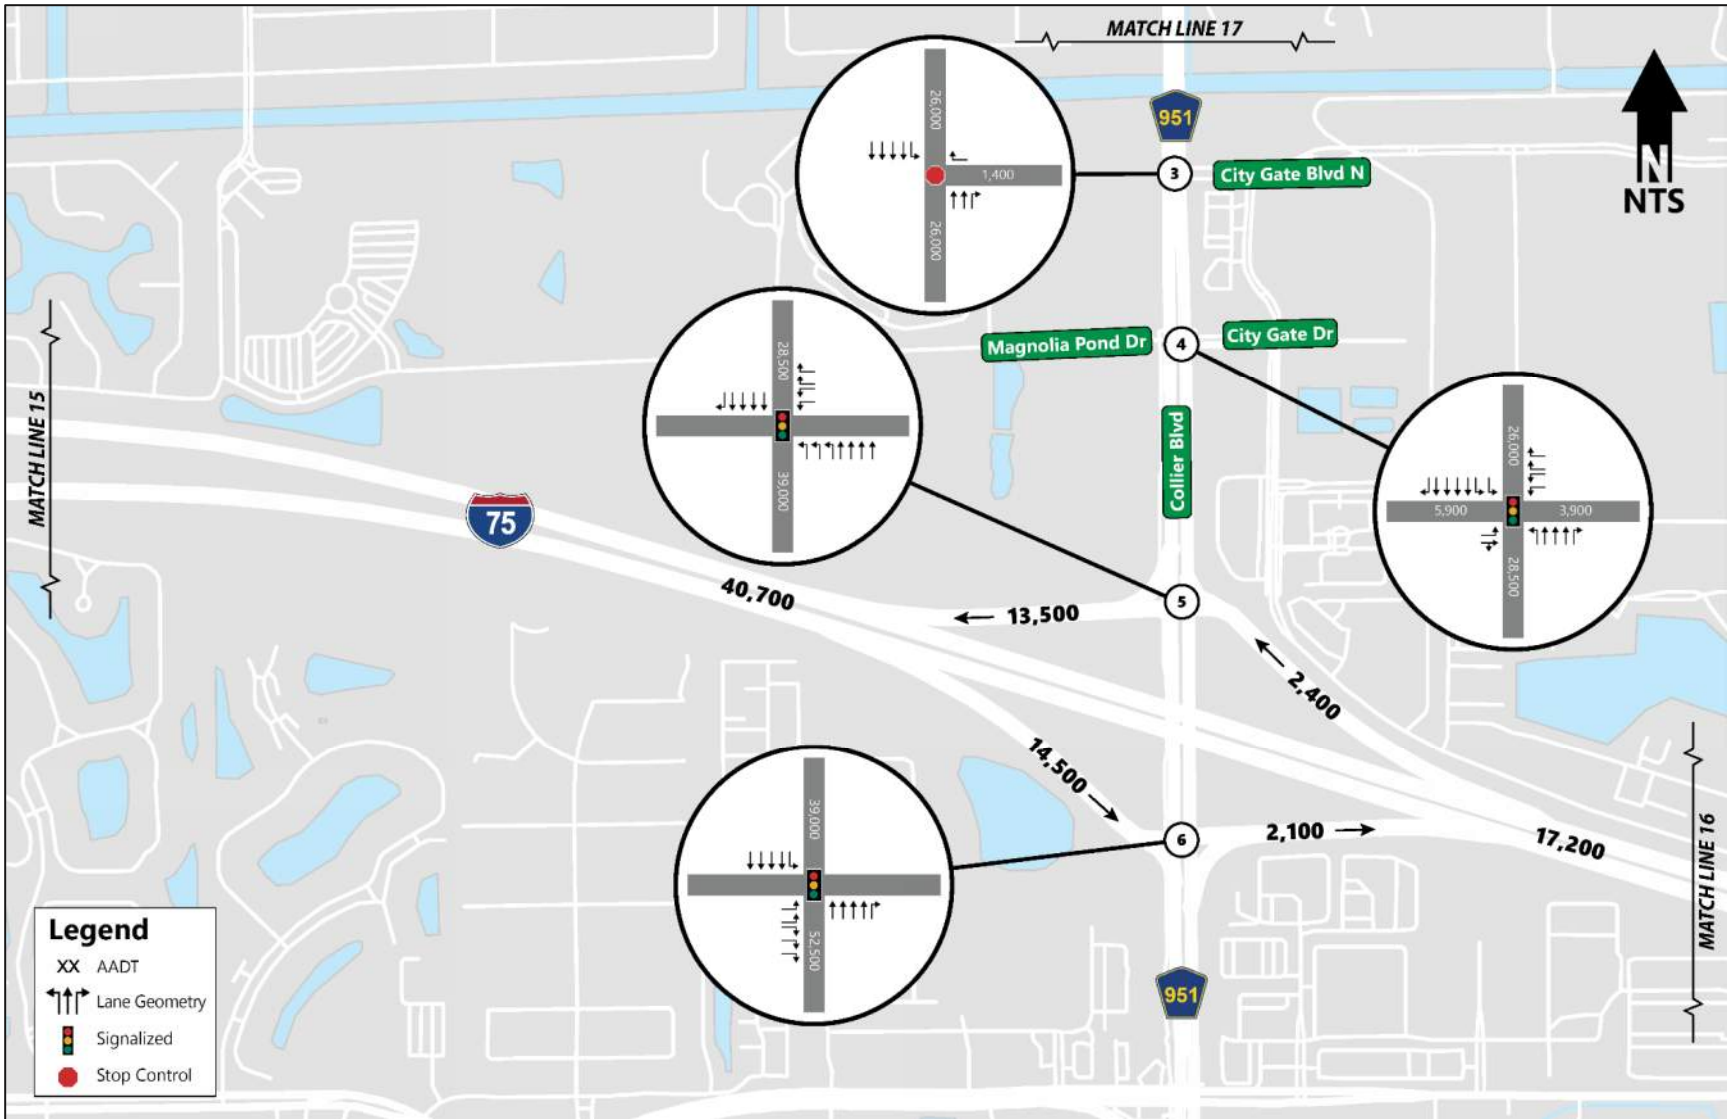 MATCH LINE 17
26,000
951
1,400
3
City Gate Blvd N
N
NTS
26,000
MATCH LINE 15
28,500
Magnolia Pond Dr
4
City Gate Dr
Collier Blvd
39,000
26,000
5,900
3,900
28,500
75
40,700
13,500
5
2,400
14,500
6
2,100
17,200
MATCH LINE 16
39,000
52,500
951
Legend
XX AADT
Lane Geometry
Signalized
Stop Control